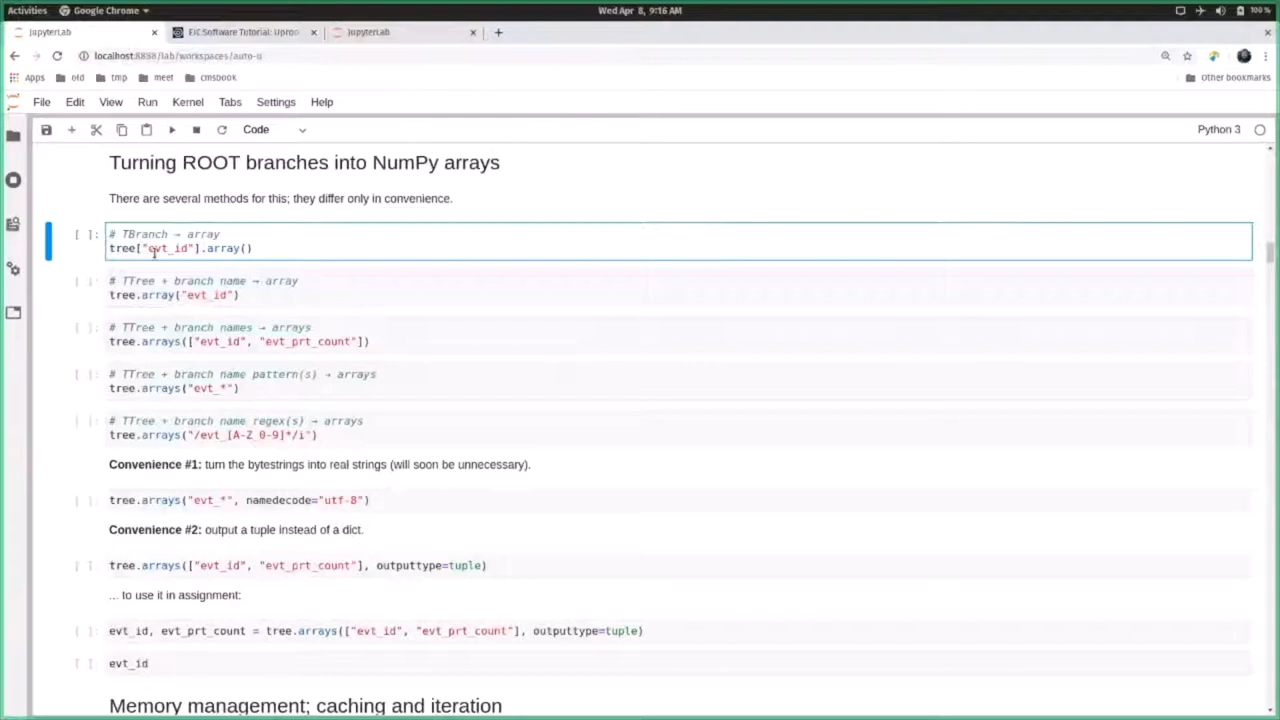 Activities Google Chrome Wed Apr 8, 9:16 AM 100 %
JupyterLab EIC Software Tutorial: Uproo JupyterLab
localhost:8888/lab/workspaces/auto-u
Apps old tmp meet cmsbook Other bookmarks
File Edit View Run Kernel Tabs Settings Help
Code Python 3
Turning ROOT branches into NumPy arrays
There are several methods for this; they differ only in convenience.
[ ]: # TBranch → array
tree["evt_id"].array()
[ ]: # TTree + branch name → array
tree.array("evt_id")
[ ]: # TTree + branch names → arrays
tree.arrays(["evt_id", "evt_prt_count"])
[ ]: # TTree + branch name pattern(s) → arrays
tree.arrays("evt_*")
[ ]: # TTree + branch name regex(s) → arrays
tree.arrays("/evt_[A-Z_0-9]*/i")
Convenience #1: turn the bytestrings into real strings (will soon be unnecessary).
[ ] tree.arrays("evt_*", namedecode="utf-8")
Convenience #2: output a tuple instead of a dict.
[ ] tree.arrays(["evt_id", "evt_prt_count"], outputtype=tuple)
... to use it in assignment:
[ ]: evt_id, evt_prt_count = tree.arrays(["evt_id", "evt_prt_count"], outputtype=tuple)
[ ] evt_id
Memory management; caching and iteration